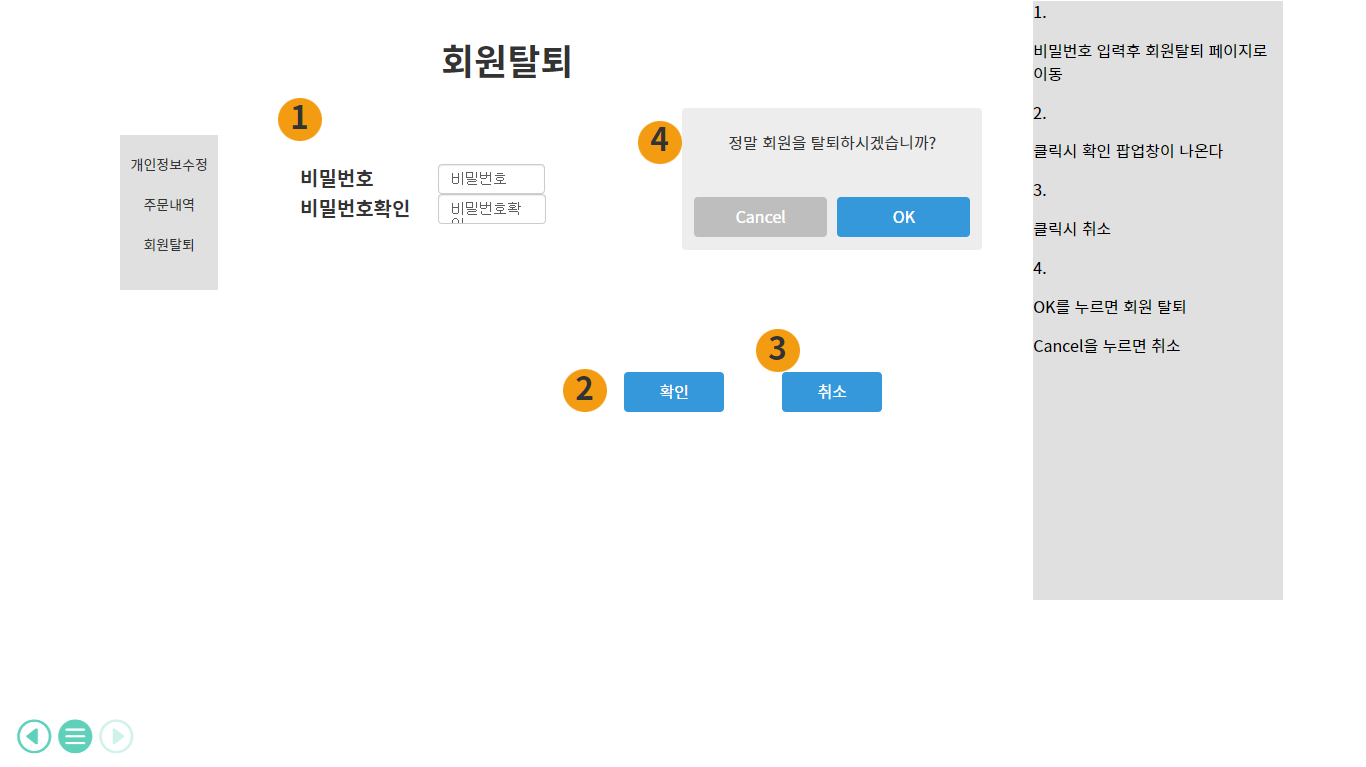 회원탈퇴
1
개인정보수정
주문내역
회원탈퇴
비밀번호
비밀번호
비밀번호확인
비밀번호확
인
4
정말 회원을 탈퇴하시겠습니까?
Cancel
OK
2
확인
3
취소
1.
비밀번호 입력후 회원탈퇴 페이지로
이동
2.
클릭시 확인 팝업창이 나온다
3.
클릭시 취소
4.
OK를 누르면 회원 탈퇴
Cancel을 누르면 취소